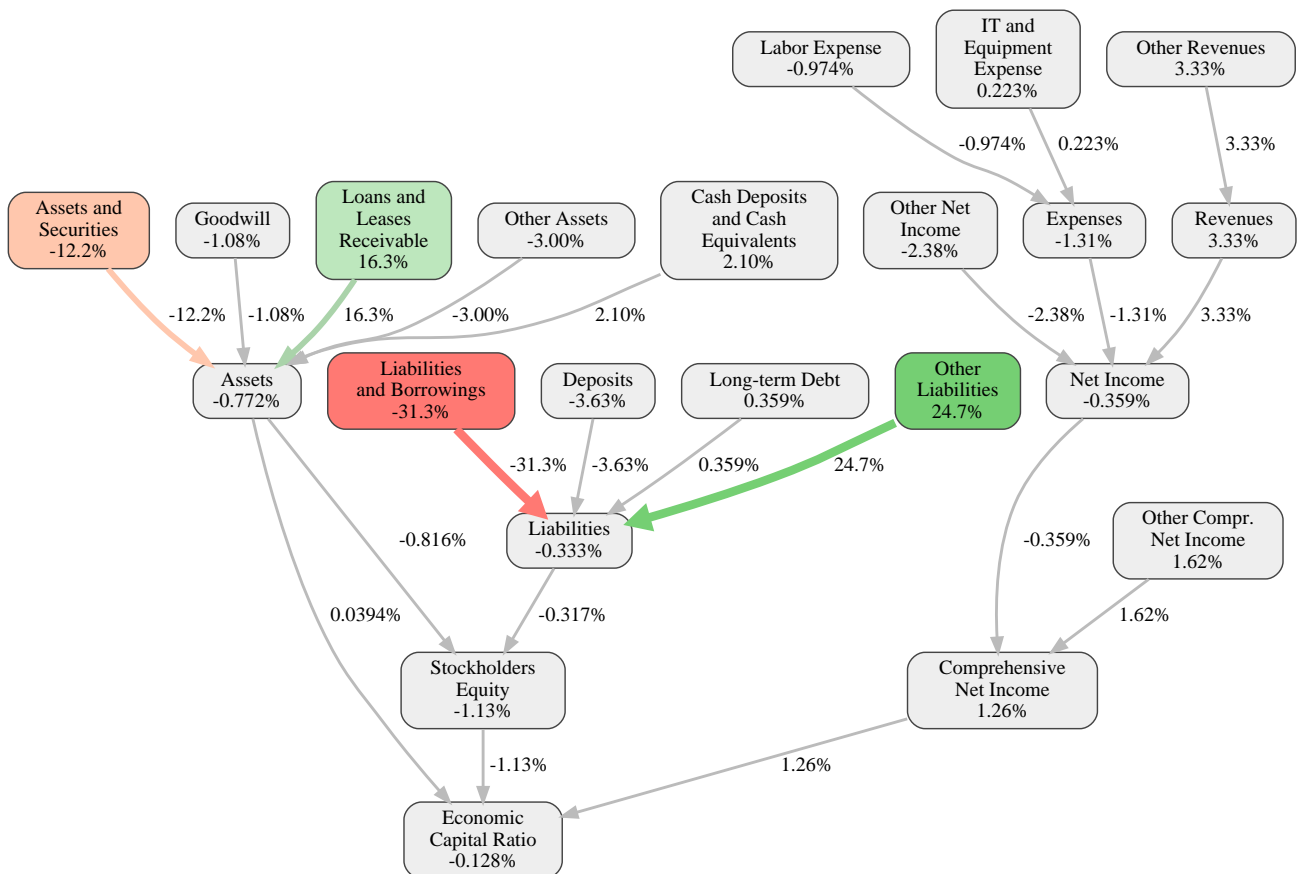 Labor Expense
-0.974%
IT and
Equipment
Expense
0.223%
Other Revenues
3.33%
-0.974%
0.223%
3.33%
Assets and
Securities
-12.2%
Goodwill
-1.08%
Loans and
Leases
Receivable
16.3%
Other Assets
-3.00%
Cash Deposits
and Cash
Equivalents
2.10%
Other Net
Income
-2.38%
Expenses
-1.31%
Revenues
3.33%
-12.2%
-1.08%
16.3%
-3.00%
2.10%
-2.38%
-1.31%
3.33%
Assets
-0.772%
Liabilities
and Borrowings
-31.3%
Deposits
-3.63%
Long-term Debt
0.359%
Other
Liabilities
24.7%
Net Income
-0.359%
-31.3%
-3.63%
0.359%
24.7%
Liabilities
-0.333%
Other Compr.
Net Income
1.62%
-0.816%
-0.359%
0.0394%
-0.317%
1.62%
Stockholders
Equity
-1.13%
Comprehensive
Net Income
1.26%
-1.13%
1.26%
Economic
Capital Ratio
-0.128%